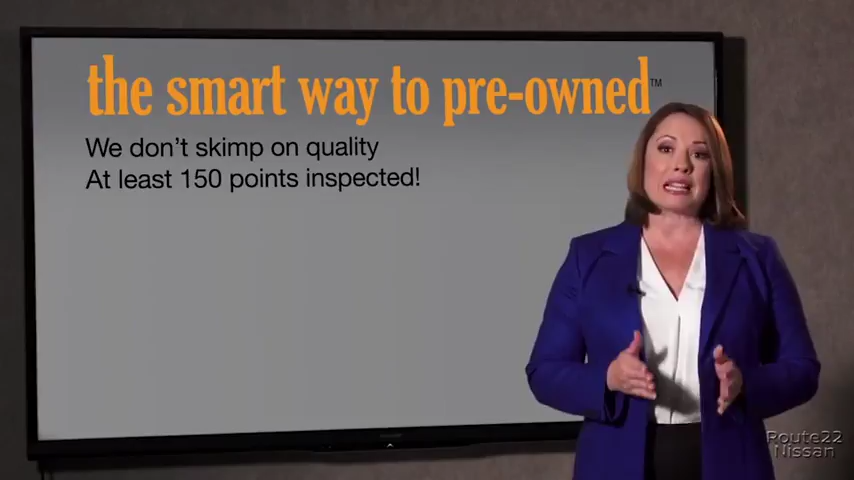 the smart way to pre-owned™
We don't skimp on quality
At least 150 points inspected!
Route22
Nissan